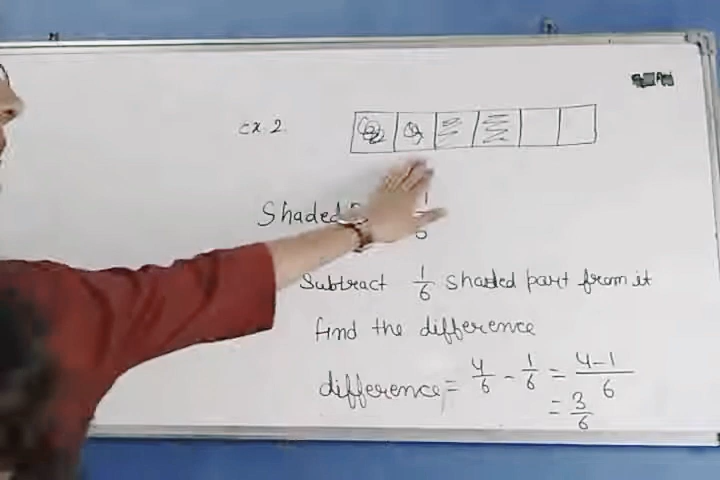 ex. 2.
Shaded
Subtract 1/6 shaded part from it
find the difference
difference = 4/6 - 1/6 = 4-1/6
= 3/6